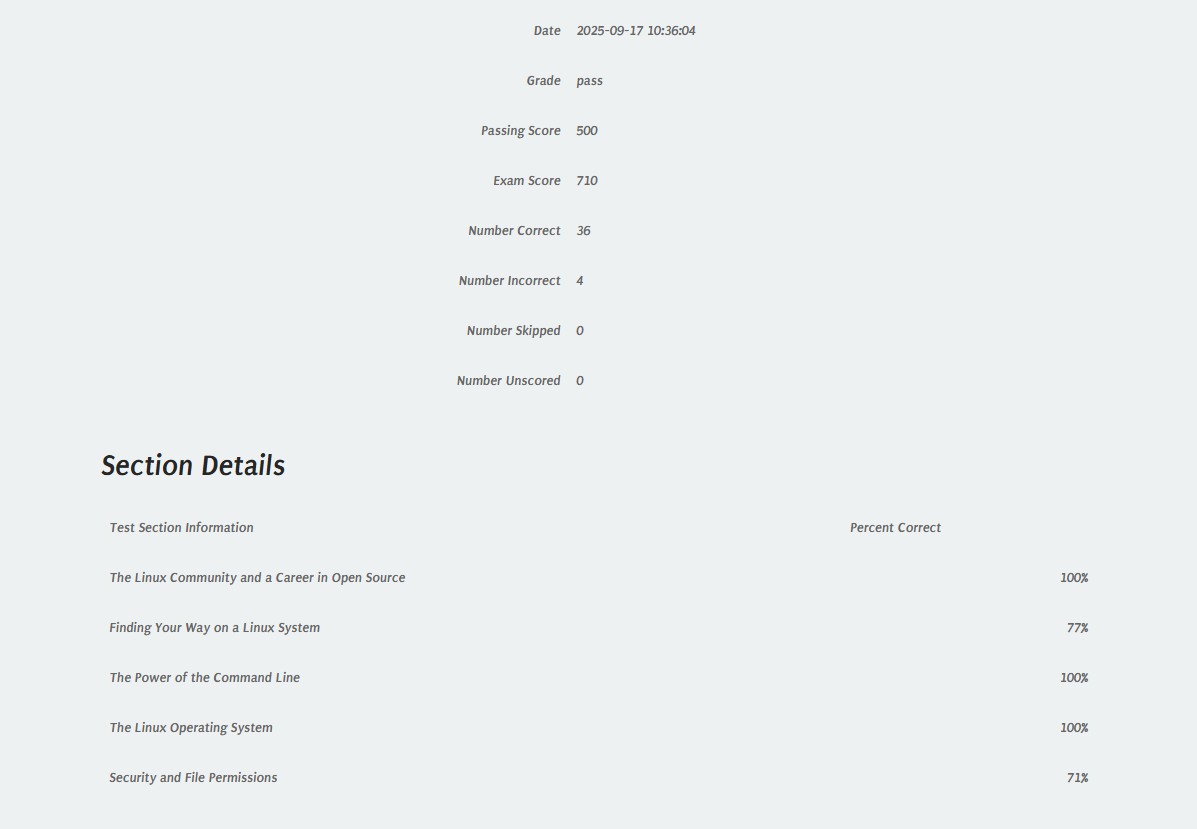 Date 2025-09-17 10:36:04
Grade pass
Passing Score 500
Exam Score 710
Number Correct 36
Number Incorrect 4
Number Skipped 0
Number Unscored 0
Section Details
Test Section Information Percent Correct
The Linux Community and a Career in Open Source 100%
Finding Your Way on a Linux System 77%
The Power of the Command Line 100%
The Linux Operating System 100%
Security and File Permissions 71%